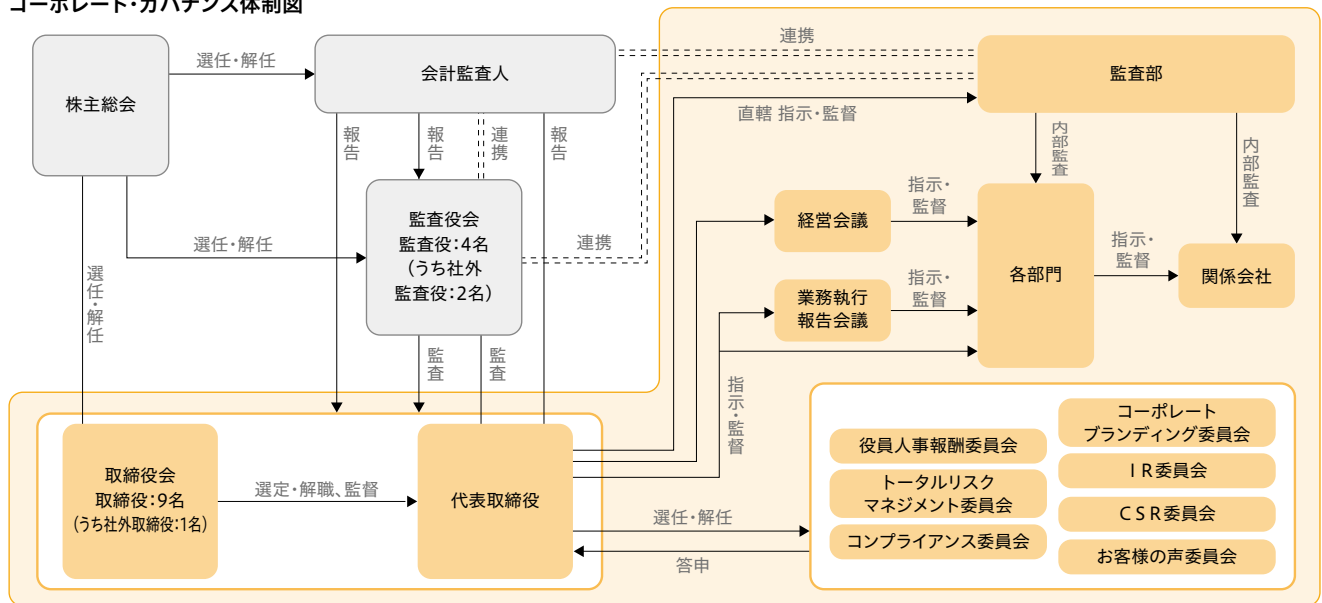 コーポレート・ガバナンス体制図
株主総会
選任・解任
会計監査人
連携
監査部
直轄 指示・監督
報告
報告
連携
報告
内部監査
内部監査
選任・解任
監査役会
監査役：4名
（うち社外
監査役：2名）
連携
経営会議
指示・
監督
業務執行
報告会議
指示・
監督
各部門
指示・
監督
関係会社
選任・解任
監査
監査
指示・監督
取締役会
取締役：9名
（うち社外取締役：1名）
選定・解職、監督
代表取締役
選任・解任
答申
役員人事報酬委員会
トータルリスク
マネジメント委員会
コンプライアンス委員会
コーポレート
ブランディング委員会
IR委員会
CSR委員会
お客様の声委員会